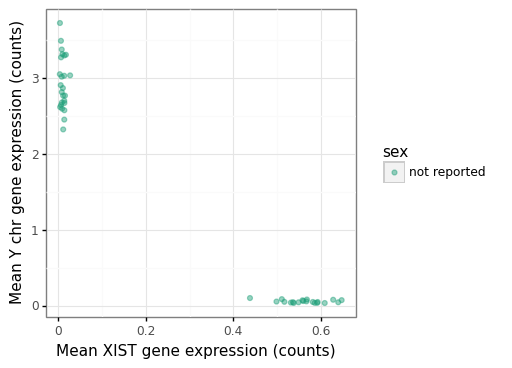 3
2
1
0
0
0.2
0.4
0.6
Mean XIST gene expression (counts)
Mean Y chr gene expression (counts)
sex
not reported